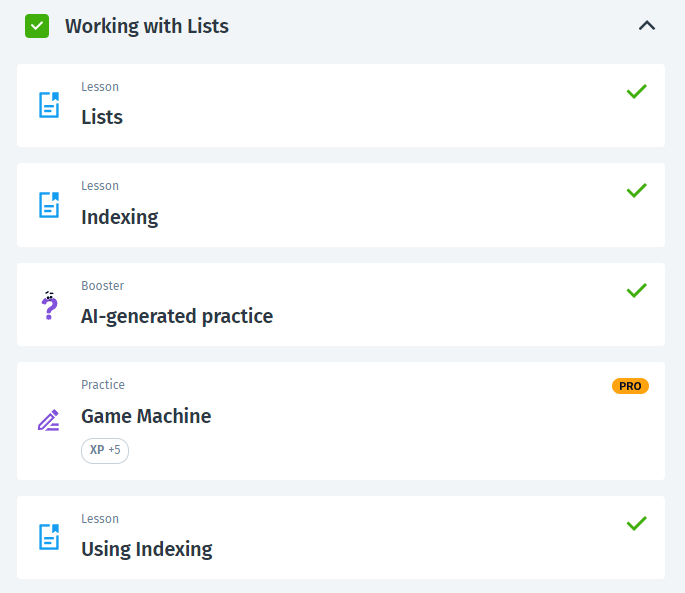 Working with Lists
Lesson
Lists
Lesson
Indexing
Booster
AI-generated practice
Practice
PRO
Game Machine
XP +5
Lesson
Using Indexing